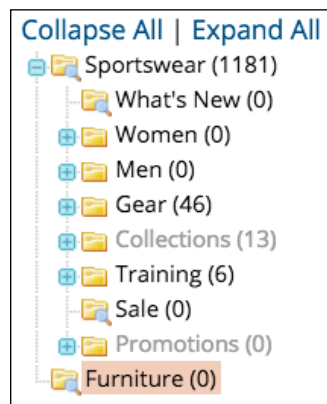 Collapse All | Expand All
Sportswear (1181)
What's New (0)
Women (0)
Men (0)
Gear (46)
Collections (13)
Training (6)
Sale (0)
Promotions (0)
Furniture (0)